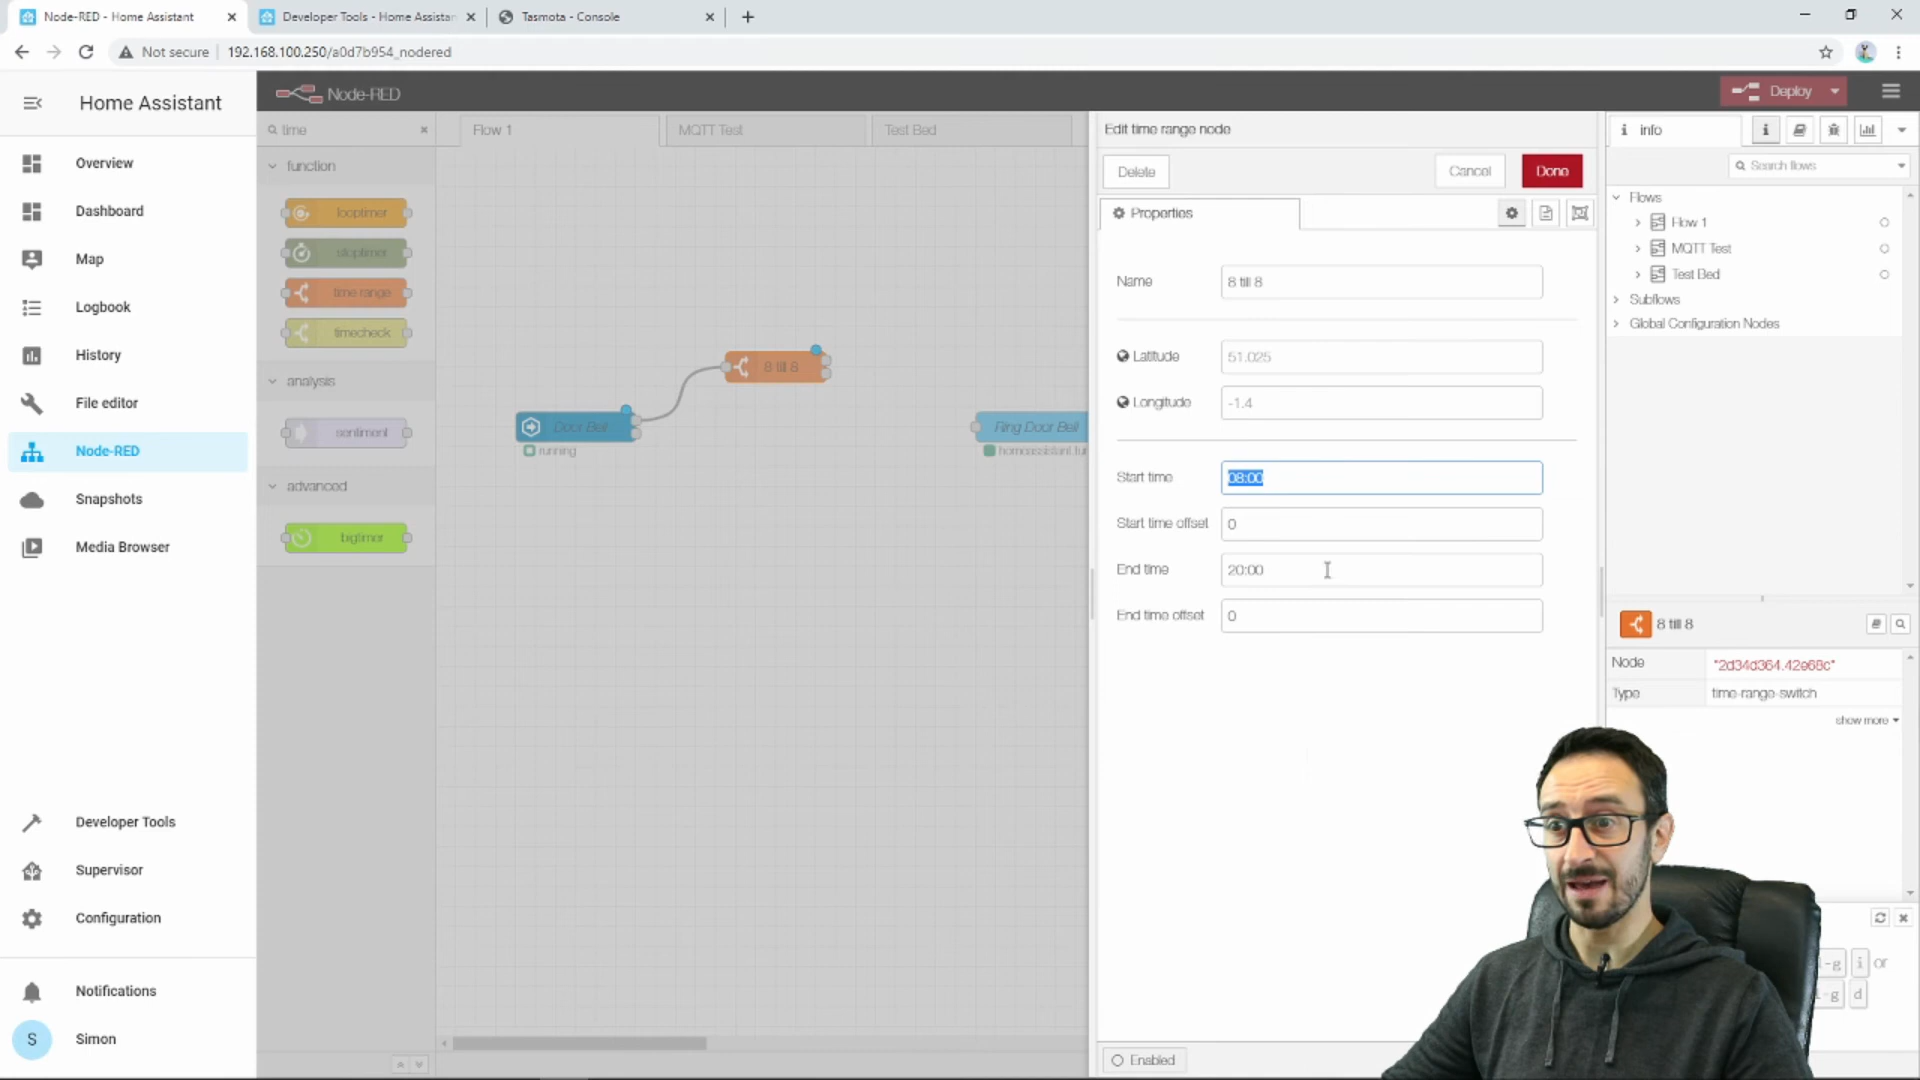 Node-RED - Home Assistant
Developer Tools - Home Assistan
Tasmota - Console
Not secure
192.168.100.250/a0d7b954_nodered
Home Assistant
Node-RED
Deploy
time
Flow 1
MQTT Test
Test Bed
Edit time range node
info
Overview
function
Delete
Cancel
Done
Search flows
Dashboard
looptimer
Properties
Flows
Flow 1
Map
stoptimer
MQTT Test
Test Bed
Logbook
time range
Name
8 till 8
Subflows
timecheck
Global Configuration Nodes
History
analysis
8 till 8
Latitude
51.025
File editor
sentiment
Door Bell
running
Longitude
-1.4
Ring Door Bell
Node-RED
Start time
08:00
advanced
Snapshots
Start time offset
0
bigtimer
Media Browser
End time
20:00
End time offset
0
8 till 8
Node
"2d34d364.42e68c"
Type
time-range-switch
show more
Developer Tools
Supervisor
Configuration
-g
i
or
-g
d
Notifications
S
Simon
Enabled